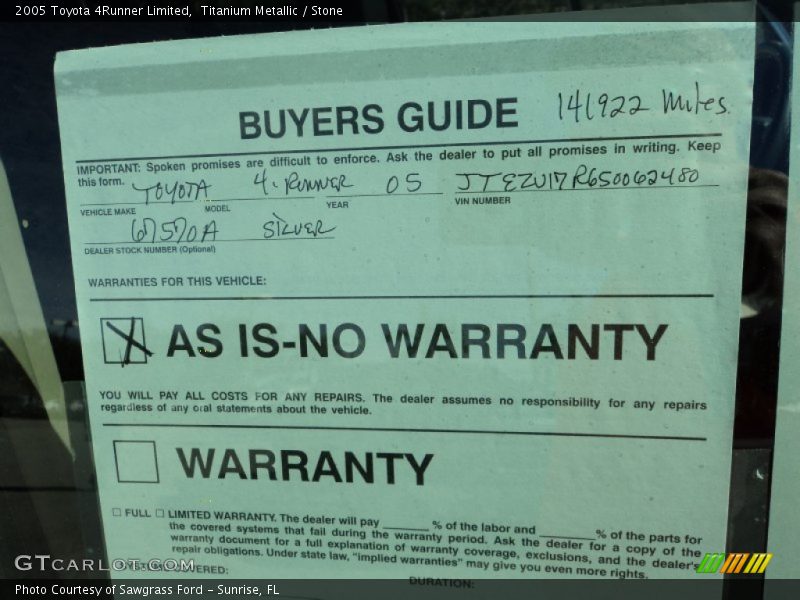 2005 Toyota 4Runner Limited, Titanium Metallic / Stone
BUYERS GUIDE 141922 Miles.
IMPORTANT: Spoken promises are difficult to enforce. Ask the dealer to put all promises in writing. Keep
this form.
TOYOTA 4.RUNNER 05 JTEZU17R650062480
VEHICLE MAKE MODEL YEAR VIN NUMBER
67570A SILVER
DEALER STOCK NUMBER (Optional)
WARRANTIES FOR THIS VEHICLE:
X AS IS-NO WARRANTY
YOU WILL PAY ALL COSTS FOR ANY REPAIRS. The dealer assumes no responsibility for any repairs
regardless of any oral statements about the vehicle.
WARRANTY
FULL LIMITED WARRANTY. The dealer will pay ______ % of the labor and ______ % of the parts for
the covered systems that fail during the warranty period. Ask the dealer for a copy of the
warranty document for a full explanation of warranty coverage, exclusions, and the dealer's
repair obligations. Under state law, "implied warranties" may give you even more rights.
GTCARLOT.COM
DURATION:
Photo Courtesy of Sawgrass Ford - Sunrise, FL